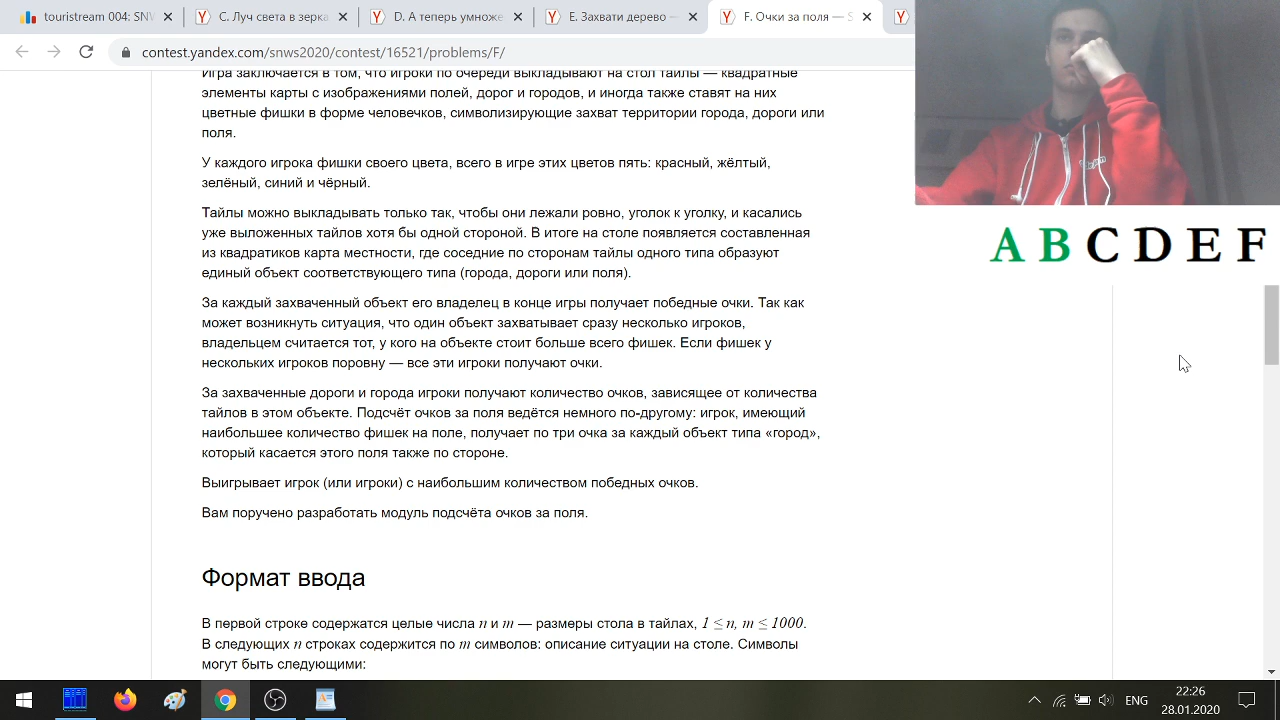 touristream 004: SNW
C. Луч света в зерка
D. А теперь умноже
E. Захвати дерево —
F. Очки за поля — S
contest.yandex.com/snws2020/contest/16521/problems/F/
Игра заключается в том, что игроки по очереди выкладывают на стол тайлы — квадратные
элементы карты с изображениями полей, дорог и городов, и иногда также ставят на них
цветные фишки в форме человечков, символизирующие захват территории города, дороги или
поля.
У каждого игрока фишки своего цвета, всего в игре этих цветов пять: красный, жёлтый,
зелёный, синий и чёрный.
Тайлы можно выкладывать только так, чтобы они лежали ровно, уголок к уголку, и касались
уже выложенных тайлов хотя бы одной стороной. В итоге на столе появляется составленная
из квадратиков карта местности, где соседние по сторонам тайлы одного типа образуют
единый объект соответствующего типа (города, дороги или поля).
За каждый захваченный объект его владелец в конце игры получает победные очки. Так как
может возникнуть ситуация, что один объект захватывает сразу несколько игроков,
владельцем считается тот, у кого на объекте стоит больше всего фишек. Если фишек у
нескольких игроков поровну — все эти игроки получают очки.
За захваченные дороги и города игроки получают количество очков, зависящее от количества
тайлов в этом объекте. Подсчёт очков за поля ведётся немного по-другому: игрок, имеющий
наибольшее количество фишек на поле, получает по три очка за каждый объект типа «город»,
который касается этого поля также по стороне.
Выигрывает игрок (или игроки) с наибольшим количеством победных очков.
Вам поручено разработать модуль подсчёта очков за поля.
Формат ввода
В первой строке содержатся целые числа n и m — размеры стола в тайлах, 1 ≤ n, m ≤ 1000.
В следующих n строках содержится по m символов: описание ситуации на столе. Символы
могут быть следующими:
A B C D E F
ENG
22:26
28.01.2020